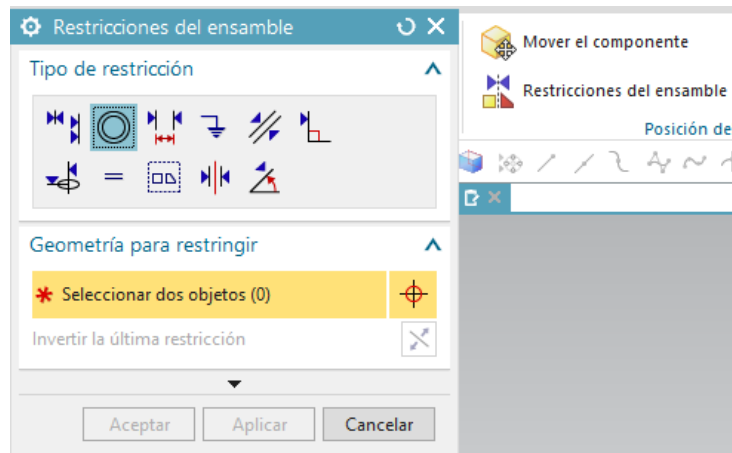 Restricciones del ensamble
Tipo de restricción
Geometría para restringir
* Seleccionar dos objetos (0)
Invertir la última restricción
Aceptar
Aplicar
Cancelar
Mover el componente
Restricciones del ensamble
Posición de